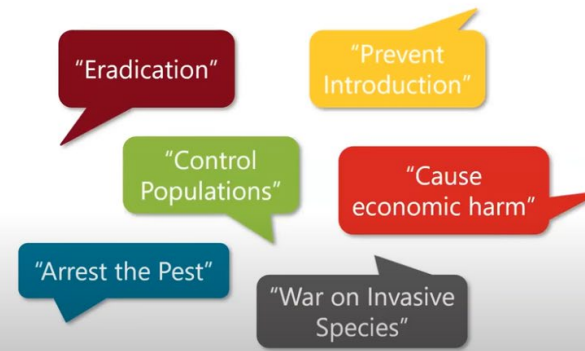 "Eradication"
"Prevent
Introduction"
"Control
Populations"
"Cause
economic harm"
"Arrest the Pest"
"War on Invasive
Species"